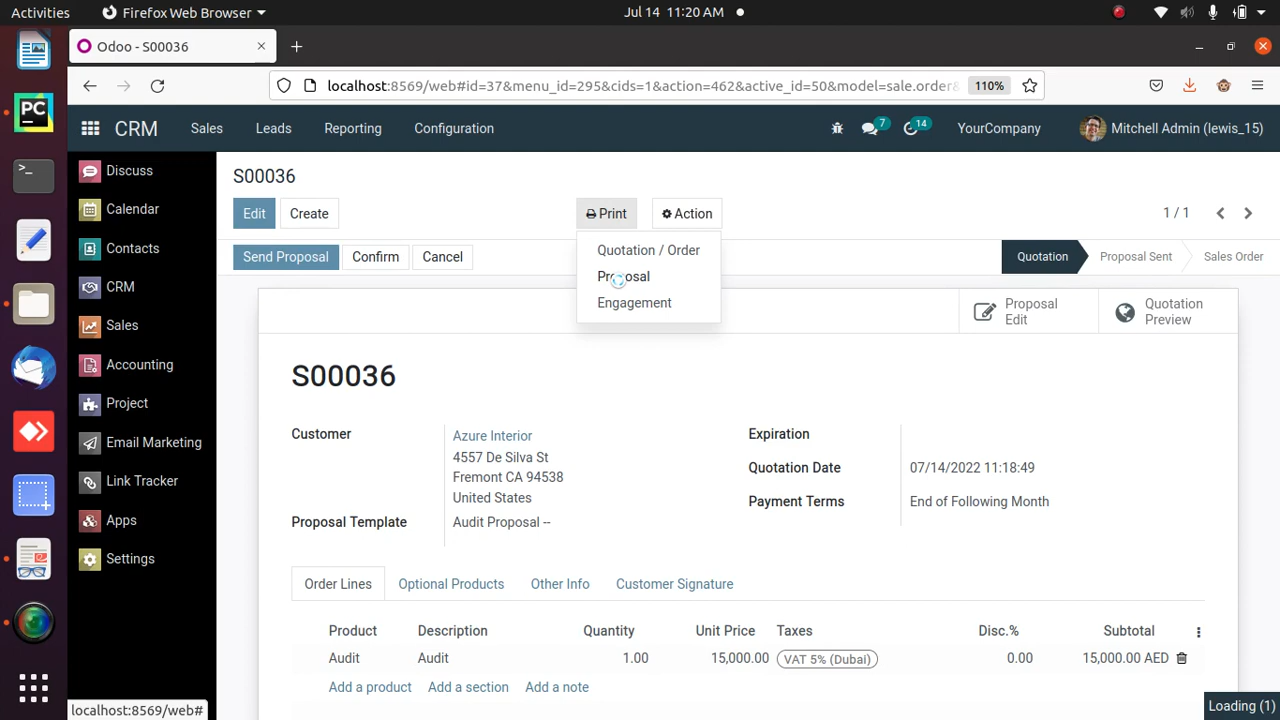 Activities
Firefox Web Browser
Jul 14 11:20 AM
Odoo - S00036
localhost:8569/web#id=37&menu_id=295&cids=1&action=462&active_id=50&model=sale.order&
110%
CRM
Sales
Leads
Reporting
Configuration
7
14
YourCompany
Mitchell Admin (lewis_15)
Discuss
Calendar
Contacts
CRM
Sales
Accounting
Project
Email Marketing
Link Tracker
Apps
Settings
S00036
Edit
Create
Print
Action
1 / 1
Quotation / Order
Proposal
Engagement
Send Proposal
Confirm
Cancel
Quotation
Proposal Sent
Sales Order
Proposal
Edit
Quotation
Preview
S00036
Customer
Azure Interior
4557 De Silva St
Fremont CA 94538
United States
Proposal Template
Audit Proposal --
Expiration
Quotation Date
07/14/2022 11:18:49
Payment Terms
End of Following Month
Order Lines
Optional Products
Other Info
Customer Signature
Product
Description
Quantity
Unit Price
Taxes
Disc.%
Subtotal
Audit
Audit
1.00
15,000.00
VAT 5% (Dubai)
0.00
15,000.00 AED
Add a product
Add a section
Add a note
localhost:8569/web#
Loading (1)
PC